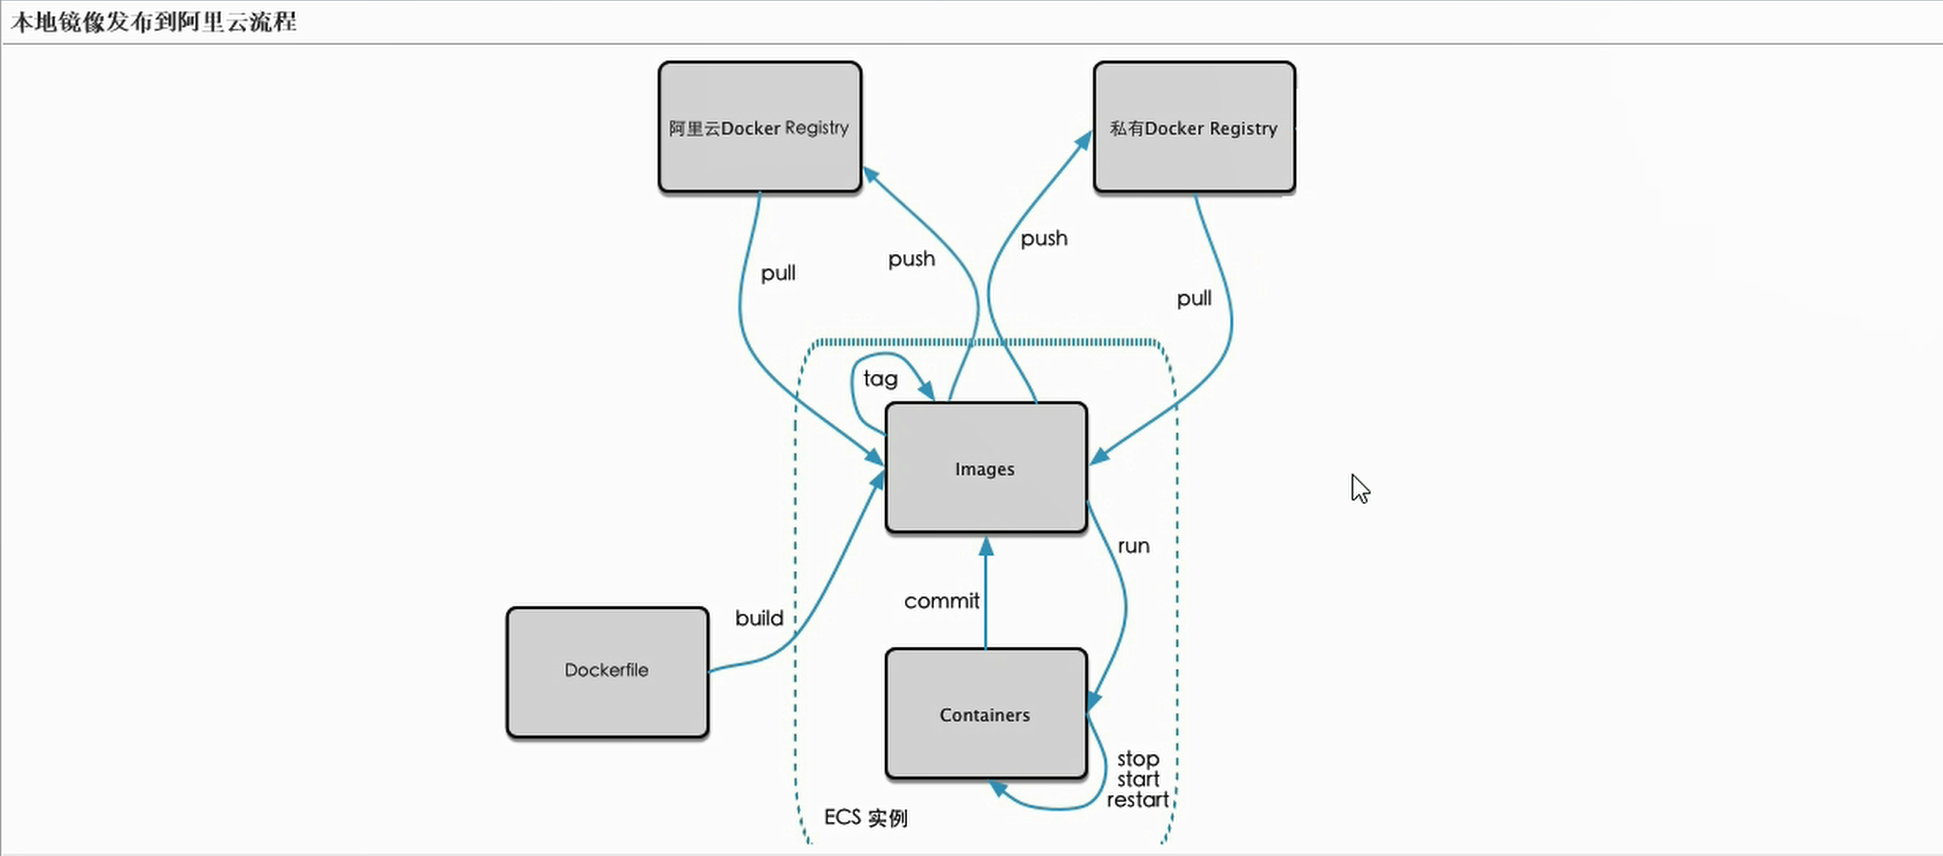 本地镜像发布到阿里云流程
阿里云Docker Registry
私有Docker Registry
push
push
pull
pull
tag
Images
run
commit
build
Dockerfile
Containers
stop
start
restart
ECS 实例